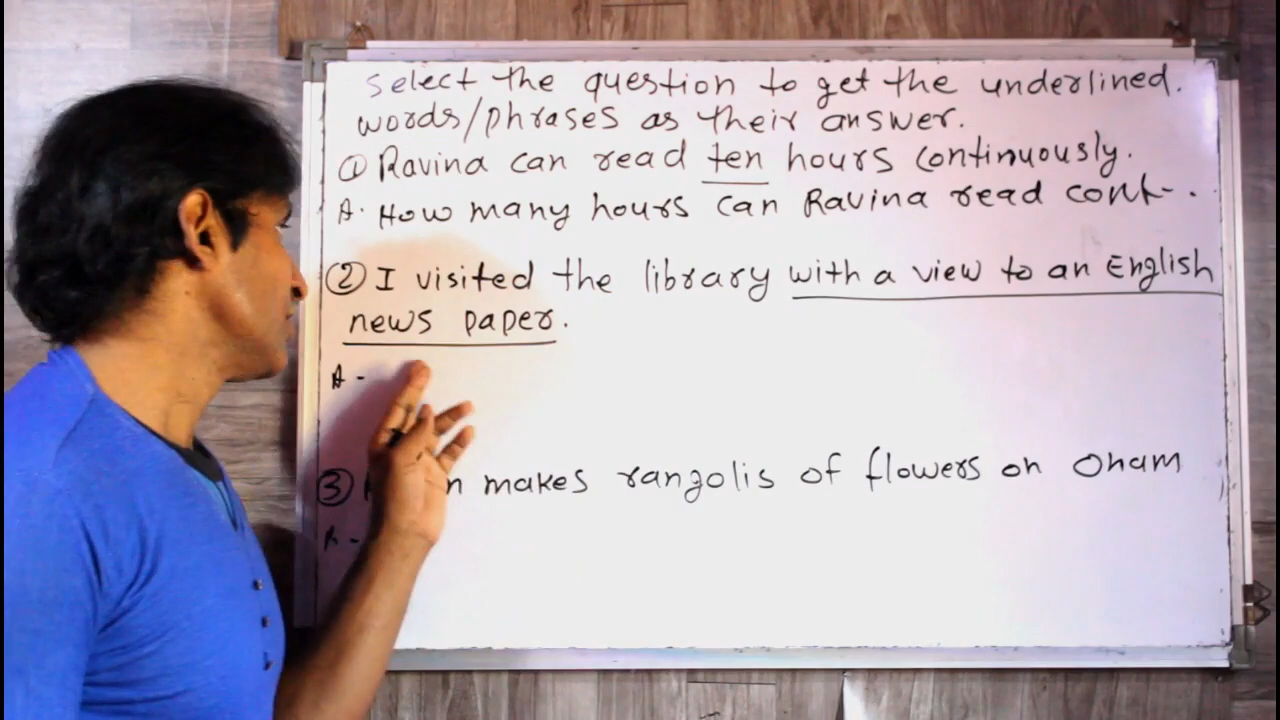 Select the question to get the underlined.
words/phrases as their answer.
① Ravina can read ten hours continuously.
A. How many hours can Ravina read cont-.
② I visited the library with a view to an English
news paper.
A-
③ makes rangolis of flowers on Onam